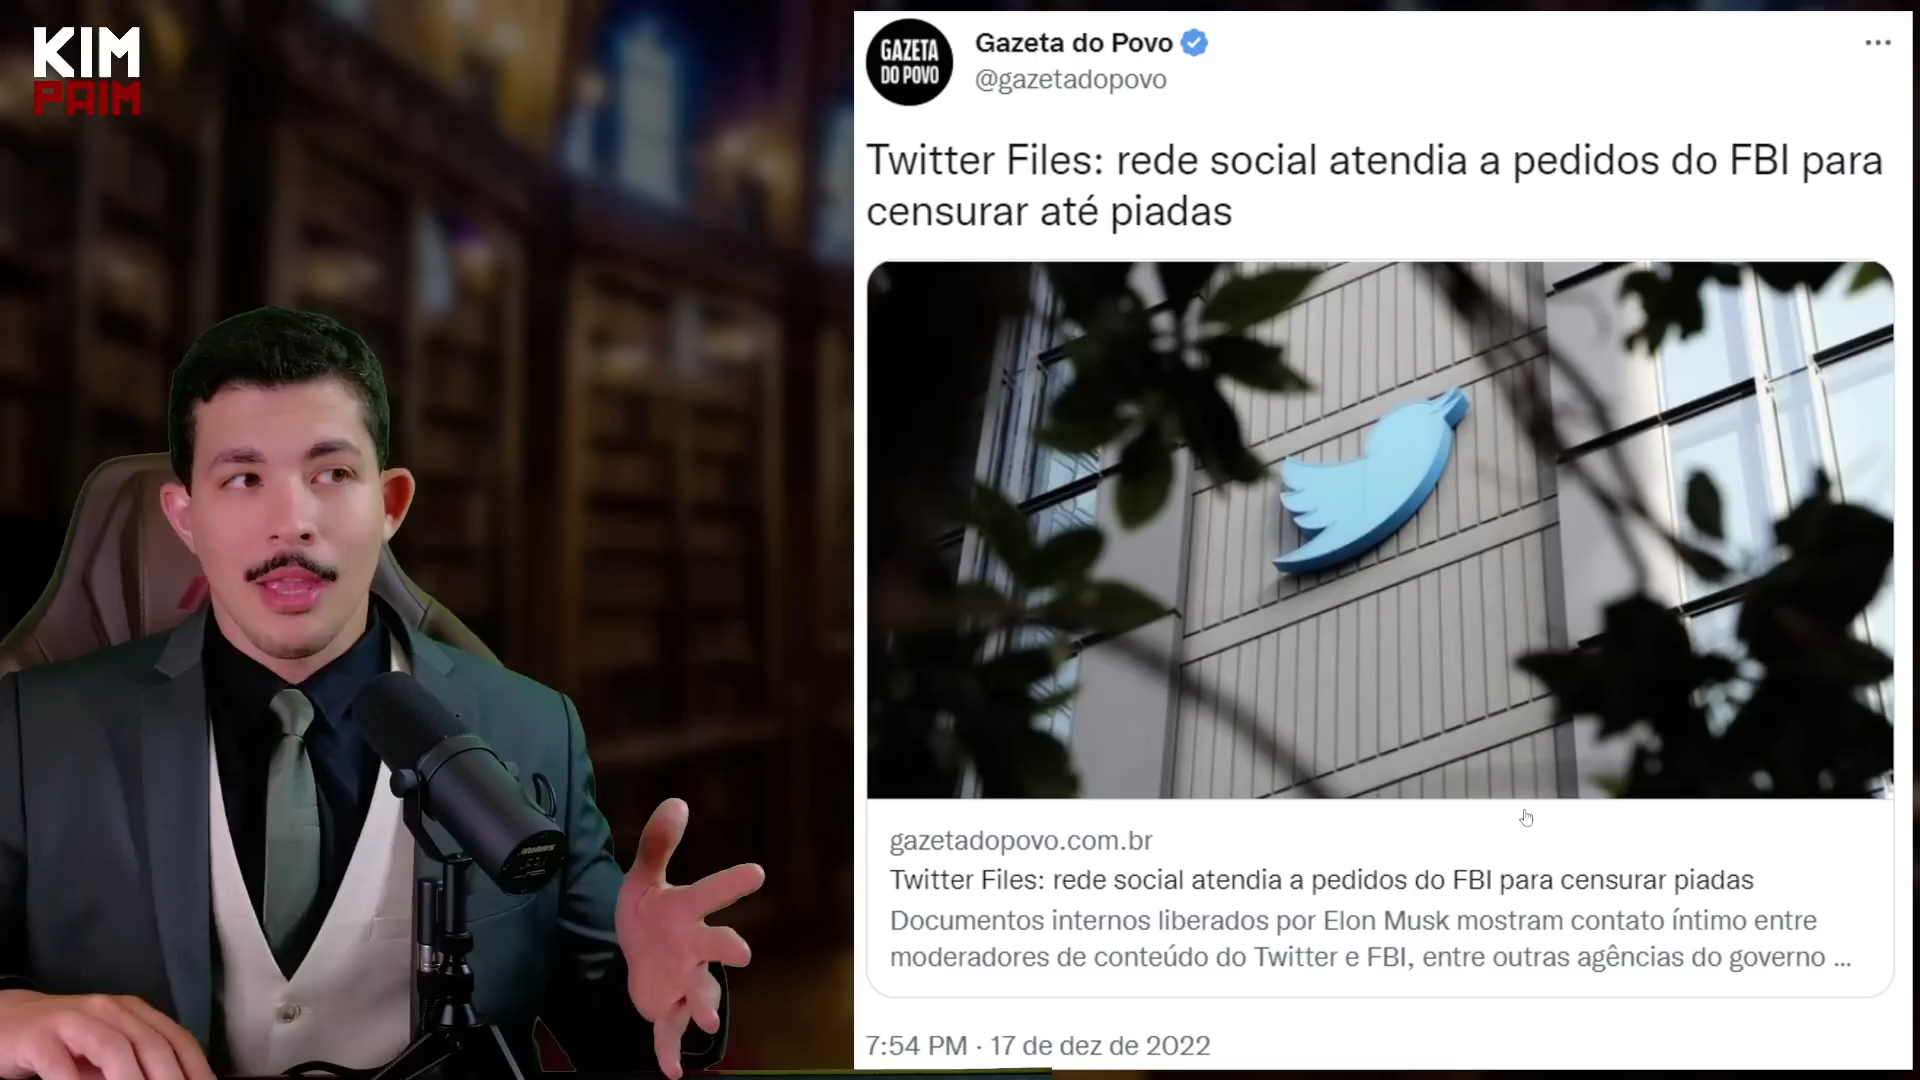 KIM
PAIM
GAZETA
DO POVO
Gazeta do Povo
@gazetadopovo
Twitter Files: rede social atendia a pedidos do FBI para
censurar até piadas
gazetadopovo.com.br
Twitter Files: rede social atendia a pedidos do FBI para censurar piadas
Documentos internos liberados por Elon Musk mostram contato íntimo entre
moderadores de conteúdo do Twitter e FBI, entre outras agências do governo ...
7:54 PM · 17 de dez de 2022